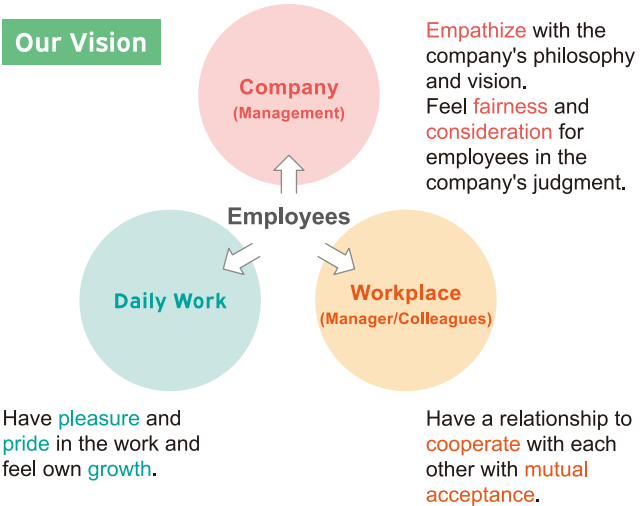 Our Vision
Company
(Management)
Empathize with the
company's philosophy
and vision.
Feel fairness and
consideration for
employees in the
company's judgment.
Employees
Daily Work
Workplace
(Manager/Colleagues)
Have pleasure and
pride in the work and
feel own growth.
Have a relationship to
cooperate with each
other with mutual
acceptance.